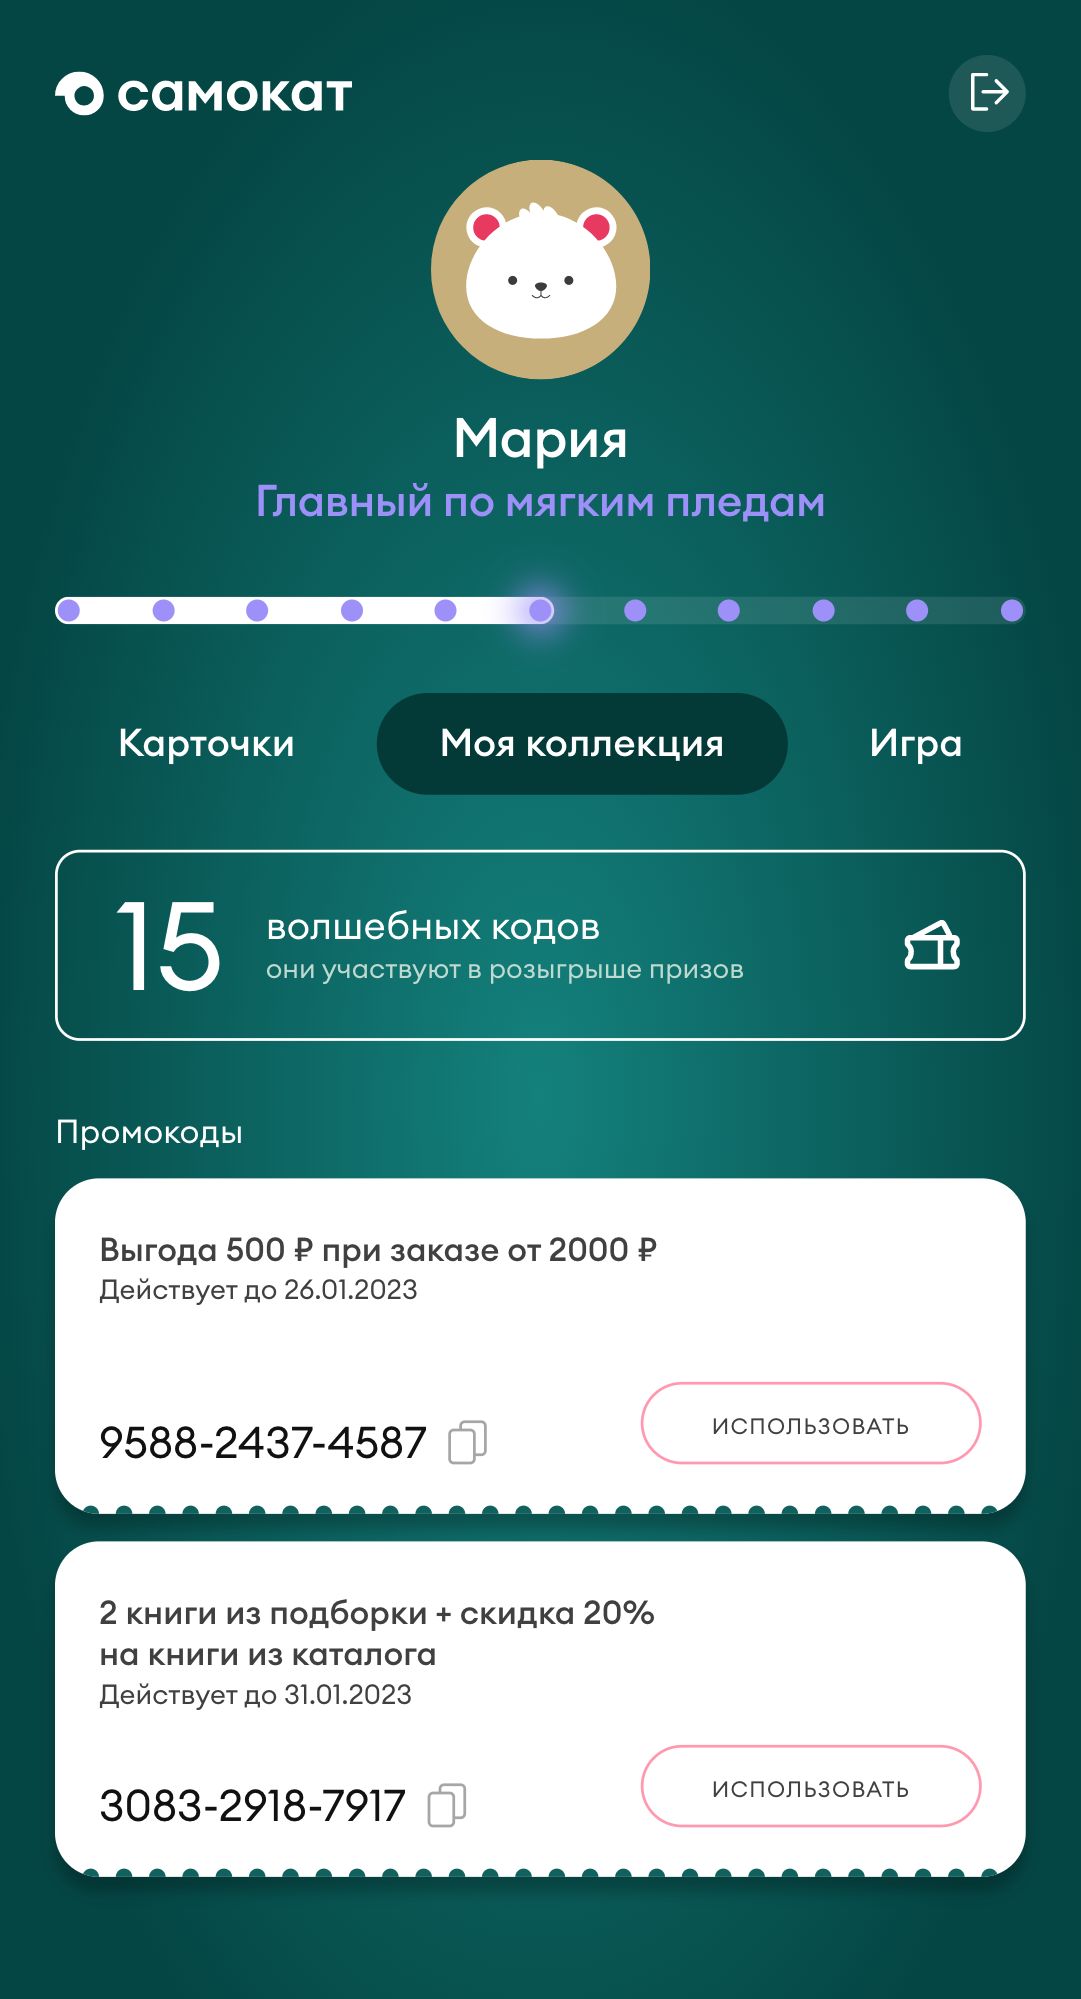 самокат
Мария
Главный по мягким пледам
Карточки
Моя коллекция
Игра
15
волшебных кодов
они участвуют в розыгрыше призов
Промокоды
Выгода 500 ₽ при заказе от 2000 ₽
Действует до 26.01.2023
9588-2437-4587
ИСПОЛЬЗОВАТЬ
2 книги из подборки + скидка 20%
на книги из каталога
Действует до 31.01.2023
3083-2918-7917
ИСПОЛЬЗОВАТЬ